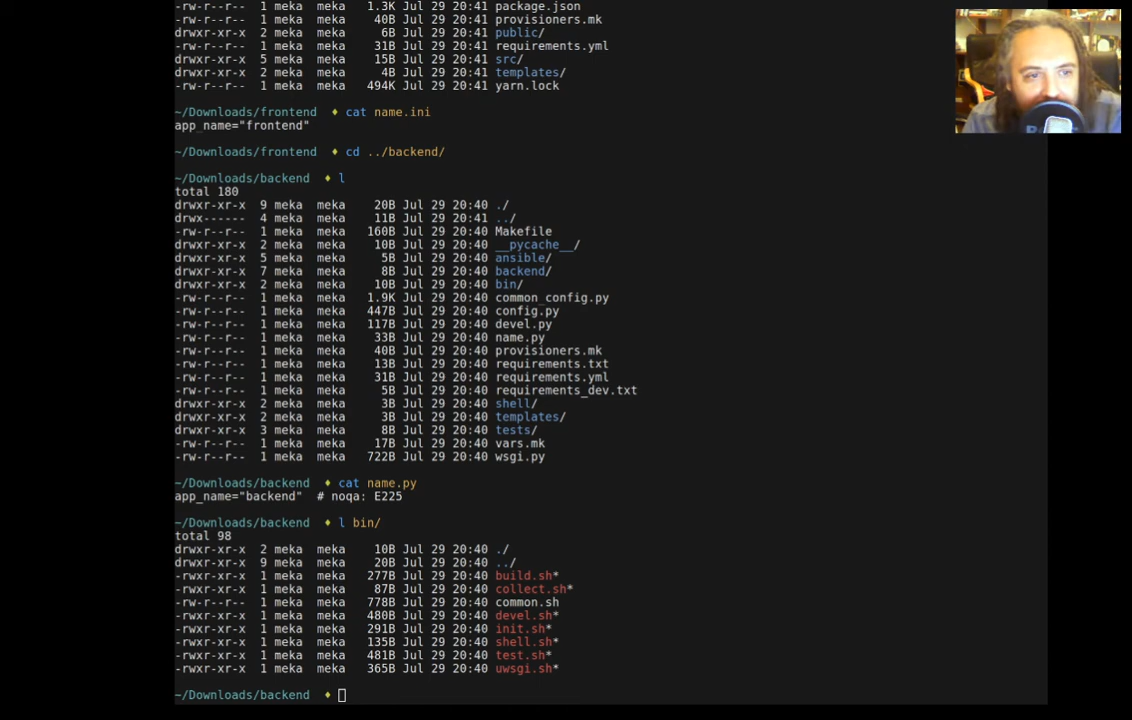 -rw-r--r-- 1 meka meka 1.3K Jul 29 20:41 package.json
-rw-r--r-- 1 meka meka 40B Jul 29 20:41 provisioners.mk
drwxr-xr-x 2 meka meka 6B Jul 29 20:41 public/
-rw-r--r-- 1 meka meka 31B Jul 29 20:41 requirements.yml
drwxr-xr-x 5 meka meka 15B Jul 29 20:41 src/
drwxr-xr-x 2 meka meka 4B Jul 29 20:41 templates/
-rw-r--r-- 1 meka meka 494K Jul 29 20:41 yarn.lock
~/Downloads/frontend ♦ cat name.ini
app_name="frontend"
~/Downloads/frontend ♦ cd ../backend/
~/Downloads/backend ♦ l
total 180
drwxr-xr-x 9 meka meka 20B Jul 29 20:40 ./
drwx------ 4 meka meka 11B Jul 29 20:41 ../
-rw-r--r-- 1 meka meka 160B Jul 29 20:40 Makefile
drwxr-xr-x 2 meka meka 10B Jul 29 20:40 __pycache__/
drwxr-xr-x 5 meka meka 5B Jul 29 20:40 ansible/
drwxr-xr-x 7 meka meka 8B Jul 29 20:40 backend/
drwxr-xr-x 2 meka meka 10B Jul 29 20:40 bin/
-rw-r--r-- 1 meka meka 1.9K Jul 29 20:40 common_config.py
-rw-r--r-- 1 meka meka 447B Jul 29 20:40 config.py
-rw-r--r-- 1 meka meka 117B Jul 29 20:40 devel.py
-rw-r--r-- 1 meka meka 33B Jul 29 20:40 name.py
-rw-r--r-- 1 meka meka 40B Jul 29 20:40 provisioners.mk
-rw-r--r-- 1 meka meka 13B Jul 29 20:40 requirements.txt
-rw-r--r-- 1 meka meka 31B Jul 29 20:40 requirements.yml
-rw-r--r-- 1 meka meka 5B Jul 29 20:40 requirements_dev.txt
drwxr-xr-x 2 meka meka 3B Jul 29 20:40 shell/
drwxr-xr-x 2 meka meka 3B Jul 29 20:40 templates/
drwxr-xr-x 3 meka meka 8B Jul 29 20:40 tests/
-rw-r--r-- 1 meka meka 17B Jul 29 20:40 vars.mk
-rw-r--r-- 1 meka meka 722B Jul 29 20:40 wsgi.py
~/Downloads/backend ♦ cat name.py
app_name="backend" # noqa: E225
~/Downloads/backend ♦ l bin/
total 98
drwxr-xr-x 2 meka meka 10B Jul 29 20:40 ./
drwxr-xr-x 9 meka meka 20B Jul 29 20:40 ../
-rwxr-xr-x 1 meka meka 277B Jul 29 20:40 build.sh*
-rwxr-xr-x 1 meka meka 87B Jul 29 20:40 collect.sh*
-rw-r--r-- 1 meka meka 778B Jul 29 20:40 common.sh
-rwxr-xr-x 1 meka meka 480B Jul 29 20:40 devel.sh*
-rwxr-xr-x 1 meka meka 291B Jul 29 20:40 init.sh*
-rwxr-xr-x 1 meka meka 135B Jul 29 20:40 shell.sh*
-rwxr-xr-x 1 meka meka 481B Jul 29 20:40 test.sh*
-rwxr-xr-x 1 meka meka 365B Jul 29 20:40 uwsgi.sh*
~/Downloads/backend ♦